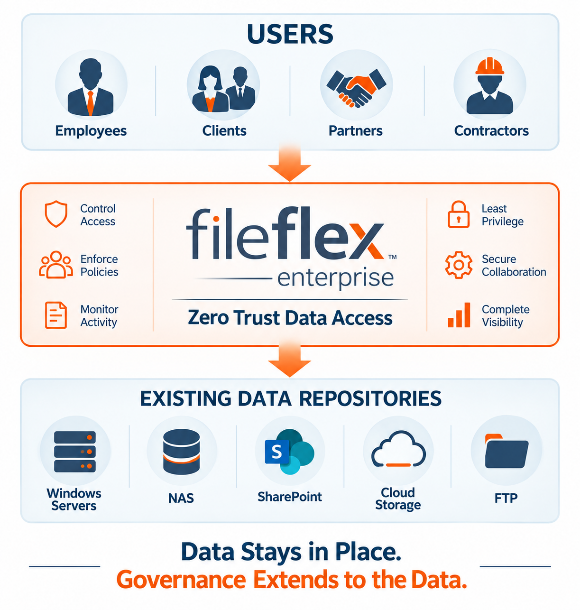 USERS
Employees
Clients
Partners
Contractors
Control
Access
Enforce
Policies
Monitor
Activity
fileflex™
enterprise
Zero Trust Data Access
Least
Privilege
Secure
Collaboration
Complete
Visibility
EXISTING DATA REPOSITORIES
Windows
Servers
NAS
S
SharePoint
Cloud
Storage
FTP
Data Stays in Place.
Governance Extends to the Data.